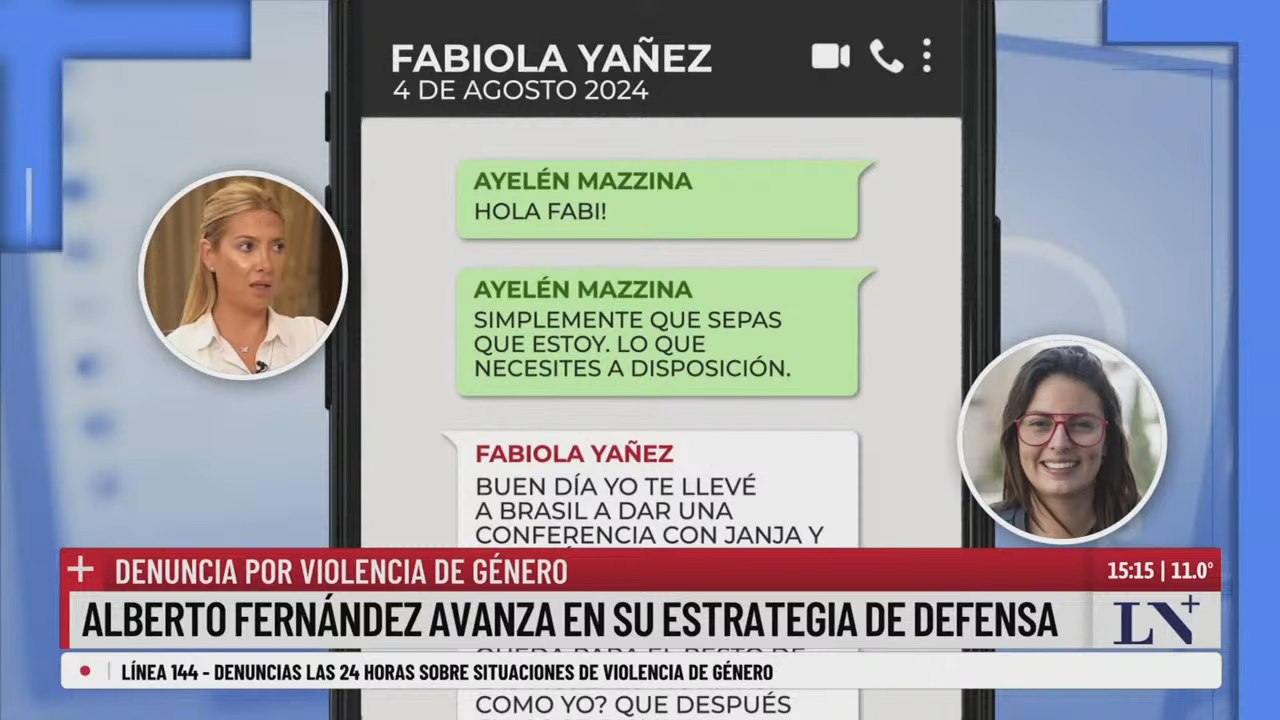 FABIOLA YAÑEZ
4 DE AGOSTO 2024
AYELÉN MAZZINA
HOLA FABI!
AYELÉN MAZZINA
SIMPLEMENTE QUE SEPAS
QUE ESTOY. LO QUE
NECESITES A DISPOSICIÓN.
FABIOLA YAÑEZ
BUEN DÍA YO TE LLEVÉ
A BRASIL A DAR UNA
CONFERENCIA CON JANJA Y
DENUNCIA POR VIOLENCIA DE GÉNERO
15:15 | 11.0°
ALBERTO FERNÁNDEZ AVANZA EN SU ESTRATEGIA DE DEFENSA
LN+
LÍNEA 144 - DENUNCIAS LAS 24 HORAS SOBRE SITUACIONES DE VIOLENCIA DE GÉNERO
COMO YO? QUE DESPUÉS